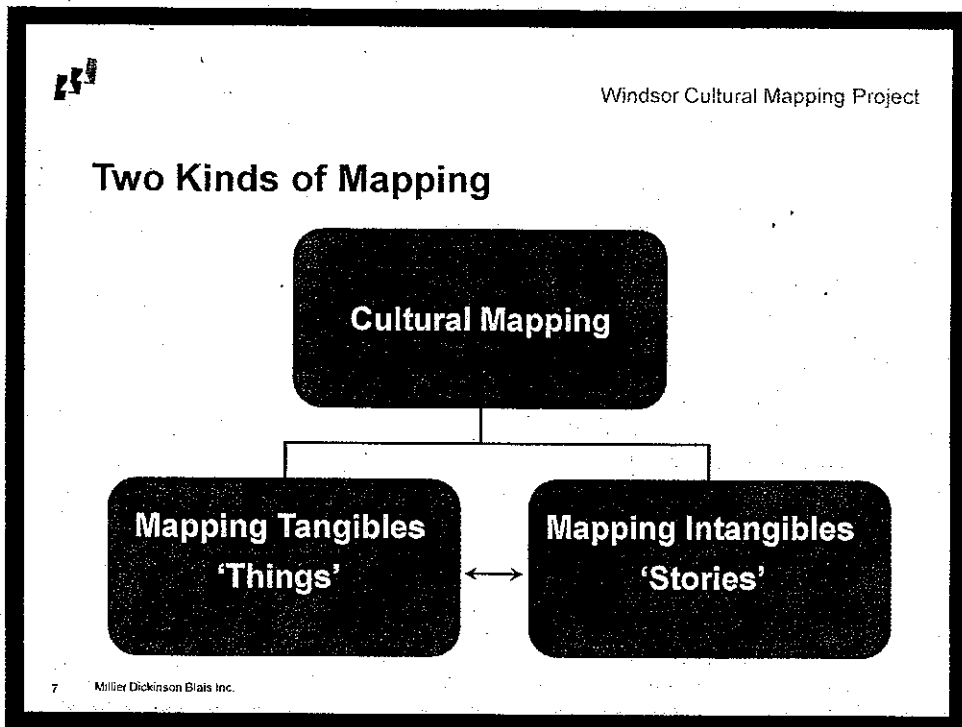 Windsor Cultural Mapping Project
Two Kinds of Mapping
Cultural Mapping
Mapping Tangibles
‘Things’
Mapping Intangibles
‘Stories’
7 Millier Dickinson Blais Inc.